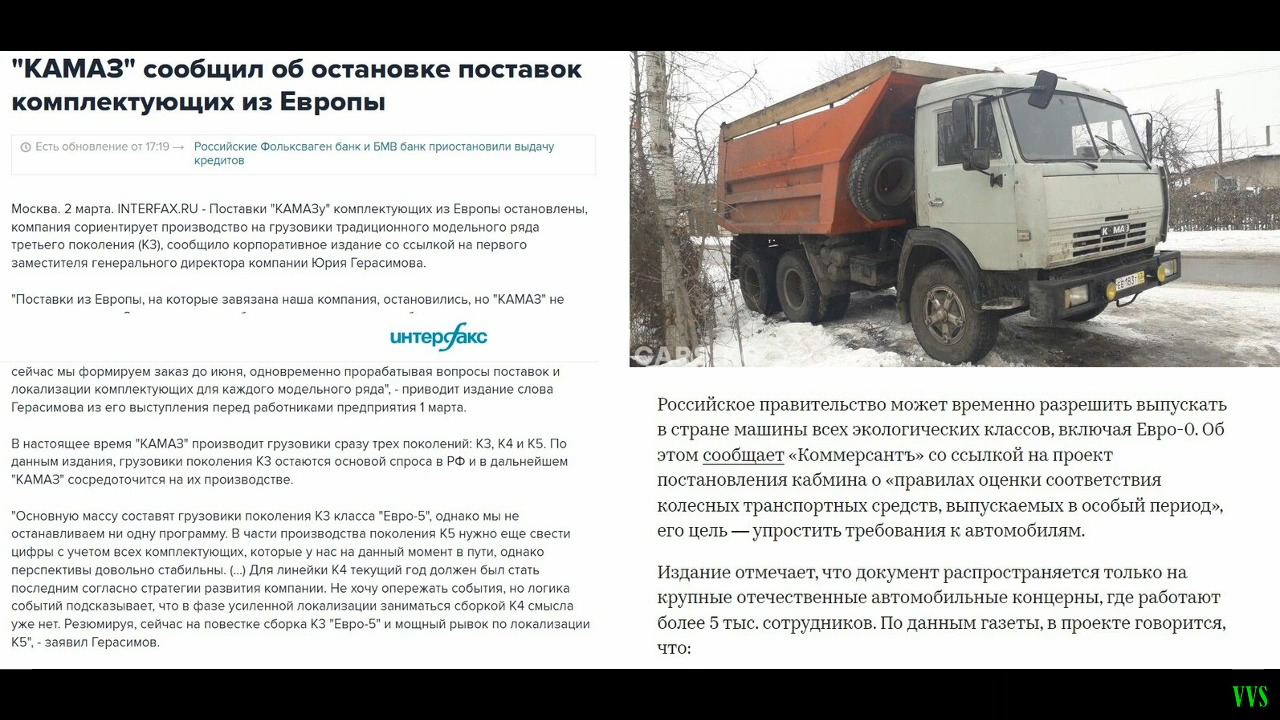 "КАМАЗ" сообщил об остановке поставок
комплектующих из Европы
Есть обновление от 17:19 → Российские Фольксваген банк и БМВ банк приостановили выдачу
кредитов
Москва. 2 марта. INTERFAX.RU - Поставки "КАМАЗу" комплектующих из Европы остановлены,
компания сориентирует производство на грузовики традиционного модельного ряда
третьего поколения (К3), сообщило корпоративное издание со ссылкой на первого
заместителя генерального директора компании Юрия Герасимова.
"Поставки из Европы, на которые завязана наша компания, остановились, но "КАМАЗ" не
интерфакс
сейчас мы формируем заказ до июня, одновременно прорабатывая вопросы поставок и
локализации комплектующих для каждого модельного ряда", - приводит издание слова
Герасимова из его выступления перед работниками предприятия 1 марта.
В настоящее время "КАМАЗ" производит грузовики сразу трех поколений: К3, К4 и К5. По
данным издания, грузовики поколения К3 остаются основой спроса в РФ и в дальнейшем
"КАМАЗ" сосредоточится на их производстве.
"Основную массу составят грузовики поколения К3 класса "Евро-5", однако мы не
останавливаем ни одну программу. В части производства поколения К5 нужно еще свести
цифры с учетом всех комплектующих, которые у нас на данный момент в пути, однако
перспективы довольно стабильны. (...) Для линейки К4 текущий год должен был стать
последним согласно стратегии развития компании. Не хочу опережать события, но логика
событий подсказывает, что в фазе усиленной локализации заниматься сборкой К4 смысла
уже нет. Резюмируя, сейчас на повестке сборка К3 "Евро-5" и мощный рывок по локализации
К5", - заявил Герасимов.
Российское правительство может временно разрешить выпускать
в стране машины всех экологических классов, включая Евро-0. Об
этом сообщает «Коммерсантъ» со ссылкой на проект
постановления кабмина о «правилах оценки соответствия
колесных транспортных средств, выпускаемых в особый период»,
его цель — упростить требования к автомобилям.
Издание отмечает, что документ распространяется только на
крупные отечественные автомобильные концерны, где работают
более 5 тыс. сотрудников. По данным газеты, в проекте говорится,
что:
VVS